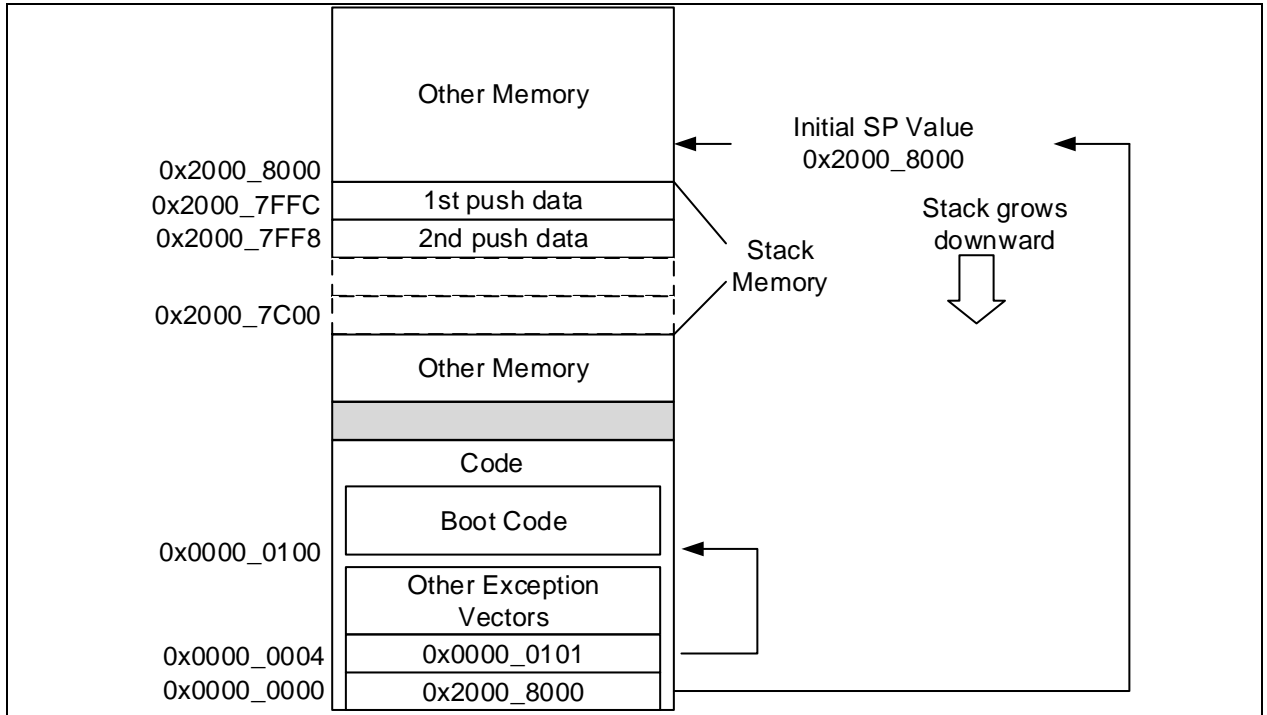 Other Memory
Initial SP Value
0x2000_8000
0x2000_8000
0x2000_7FFC
1st push data
0x2000_7FF8
2nd push data
Stack grows
downward
Stack
Memory
0x2000_7C00
Other Memory
Code
Boot Code
0x0000_0100
Other Exception
Vectors
0x0000_0004
0x0000_0101
0x0000_0000
0x2000_8000